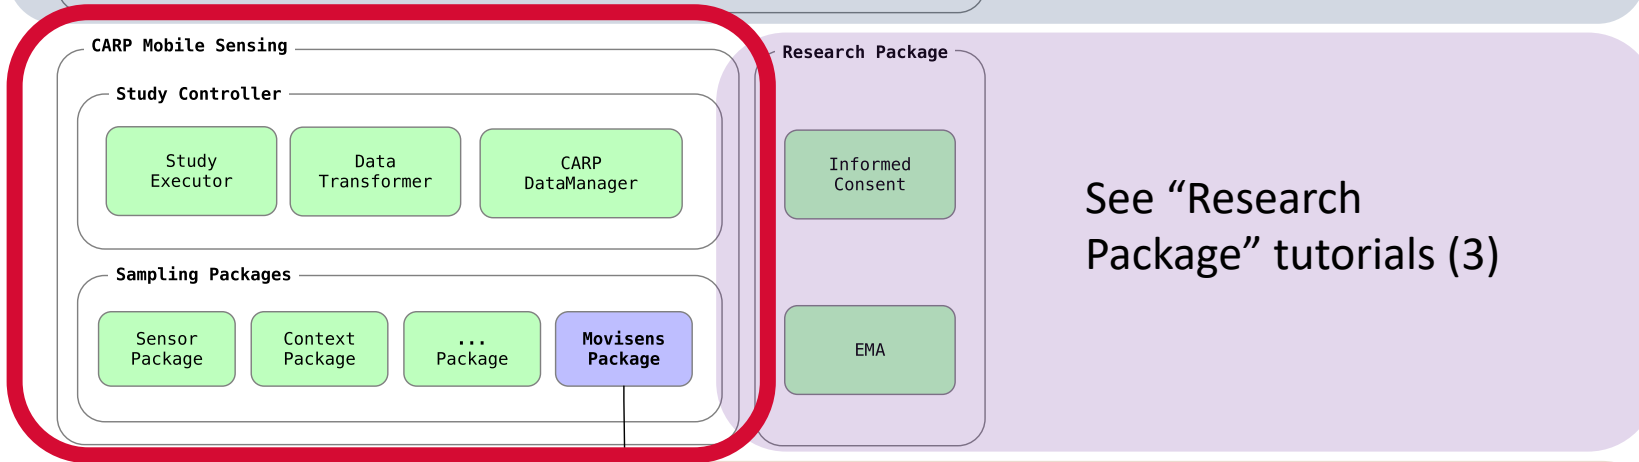 CARP Mobile Sensing
Study Controller
Study
Executor
Data
Transformer
CARP
DataManager
Sampling Packages
Sensor
Package
Context
Package
...
Package
Movisens
Package
Research Package
Informed
Consent
EMA
See “Research
Package” tutorials (3)